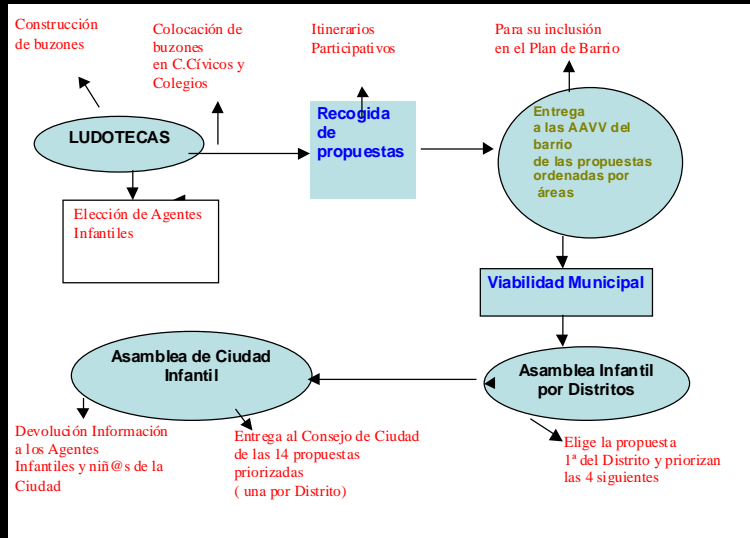 Construcción
de buzones
Colocación de
buzones
en C.Cívicos y
Colegios
Itinerarios
Participativos
Para su inclusión
en el Plan de Barrio
LUDOTECAS
Recogida
de
propuestas
Entrega
a las AAVV del
barrio
de las propuestas
ordenadas por
áreas
Elección de Agentes
Infantiles
Viabilidad Municipal
Asamblea de Ciudad
Infantil
Asamblea Infantil
por Distritos
Devolución Información
a los Agentes
Infantiles y niñ@s de la
Ciudad
Entrega al Consejo de Ciudad
de las 14 propuestas
priorizadas
( una por Distrito)
Elige la propuesta
1ª del Distrito y priorizan
las 4 siguientes